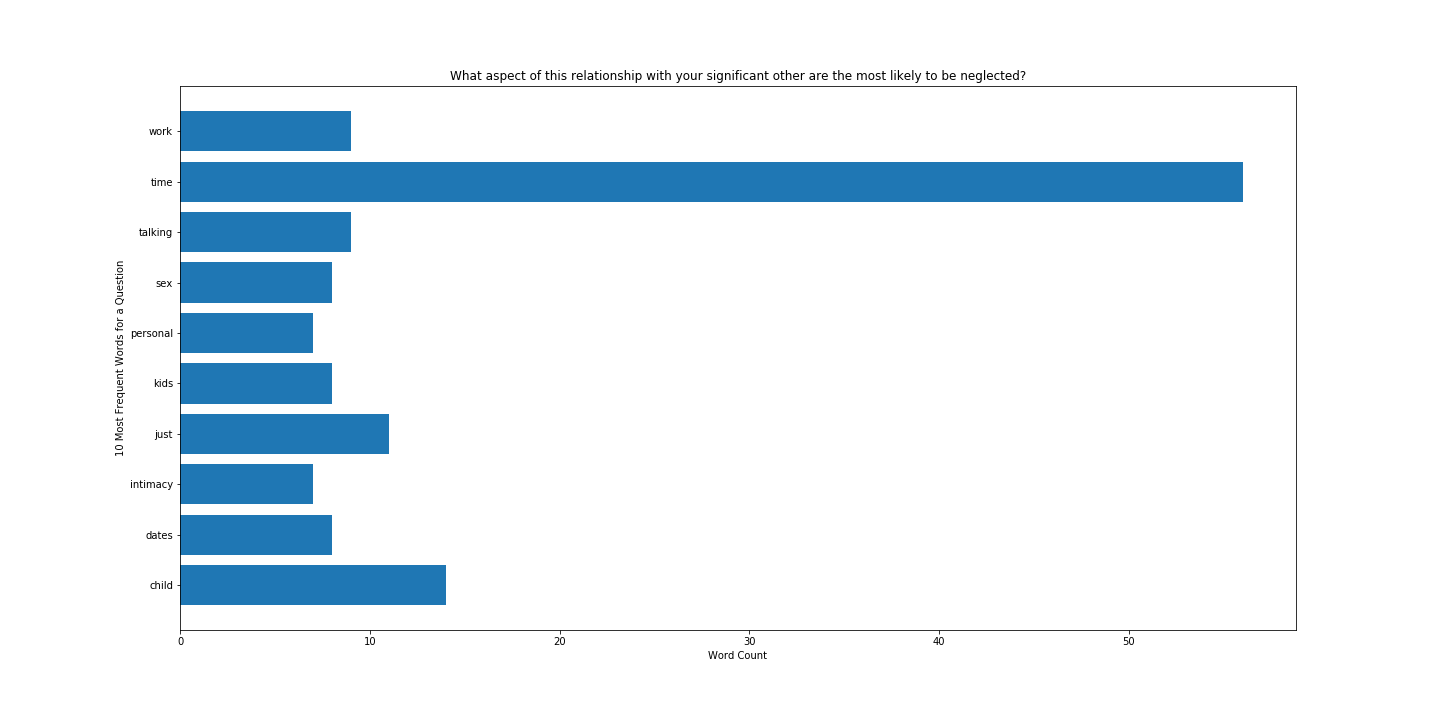 What aspect of this relationship with your significant other are the most likely to be neglected?
10 Most Frequent Words for a Question
work
time
talking
sex
personal
kids
just
intimacy
dates
child
0 10 20 30 40 50
Word Count